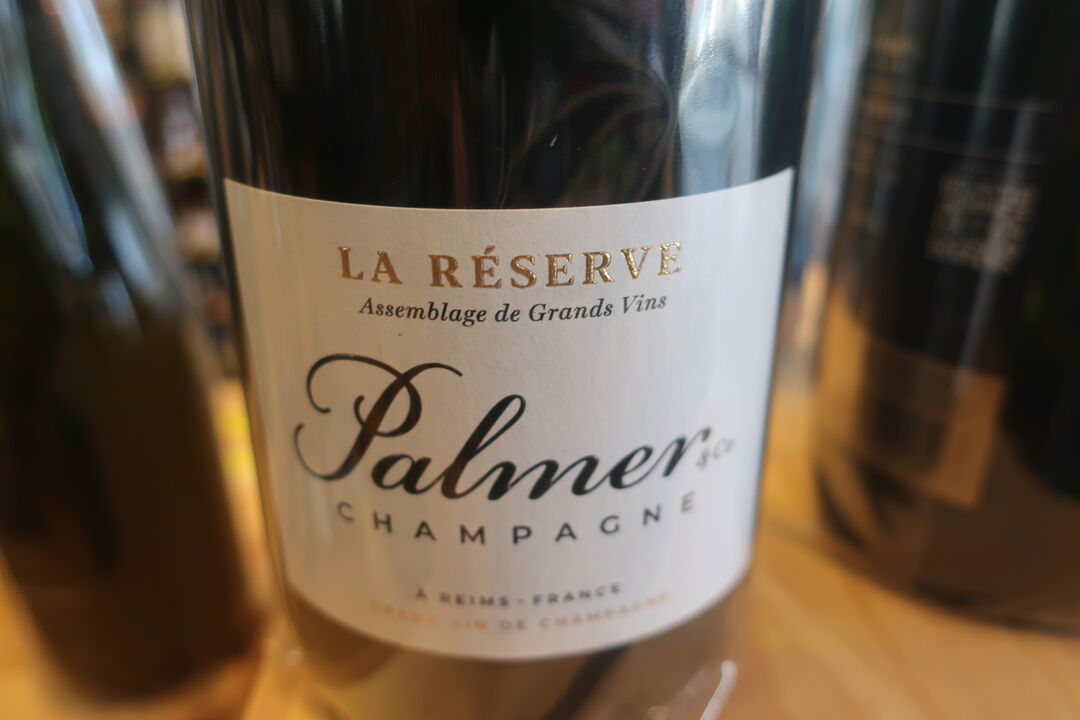 LA RÉSERVE
Assemblage de Grands Vins
Palmer & Co
CHAMPAGNE
À REIMS - FRANCE
GRAND VIN DE CHAMPAGNE